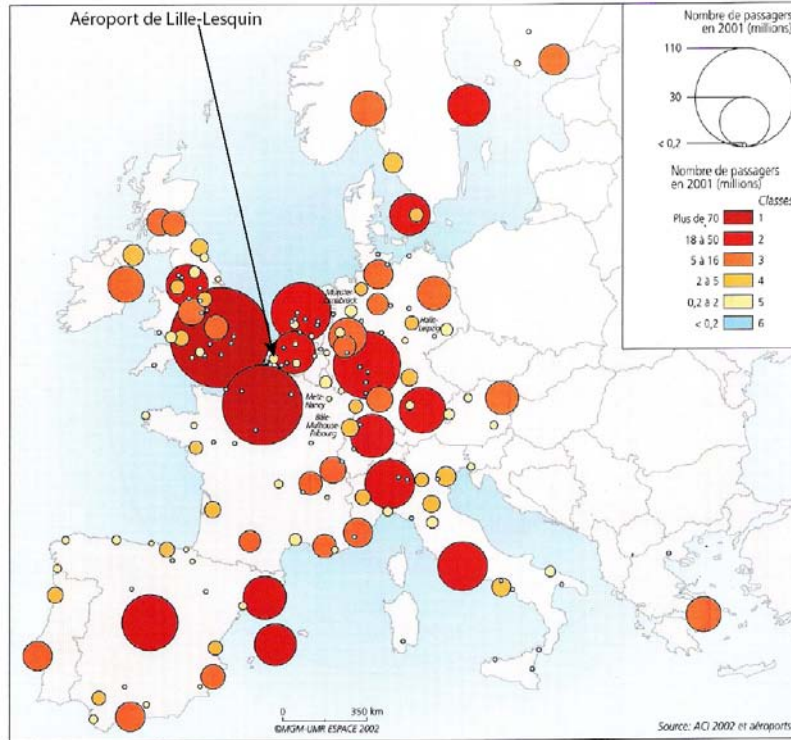 Aéroport de Lille-Lesquin
Nombre de passagers
en 2001 (millions)
110
30
< 0,2
Nombre de passagers
en 2001 (millions)
Classes
Plus de 70 1
18 à 50 2
5 à 16 3
2 à 5 4
0,2 à 2 5
< 0,2 6
Münster
Osnabrück
Halle-
Leipzig
Metz-
Nancy
Bâle-
Mulhouse-
Fribourg
0 350 km
©MGM-UMR ESPACE 2002
Source: ACI 2002 et aéroports